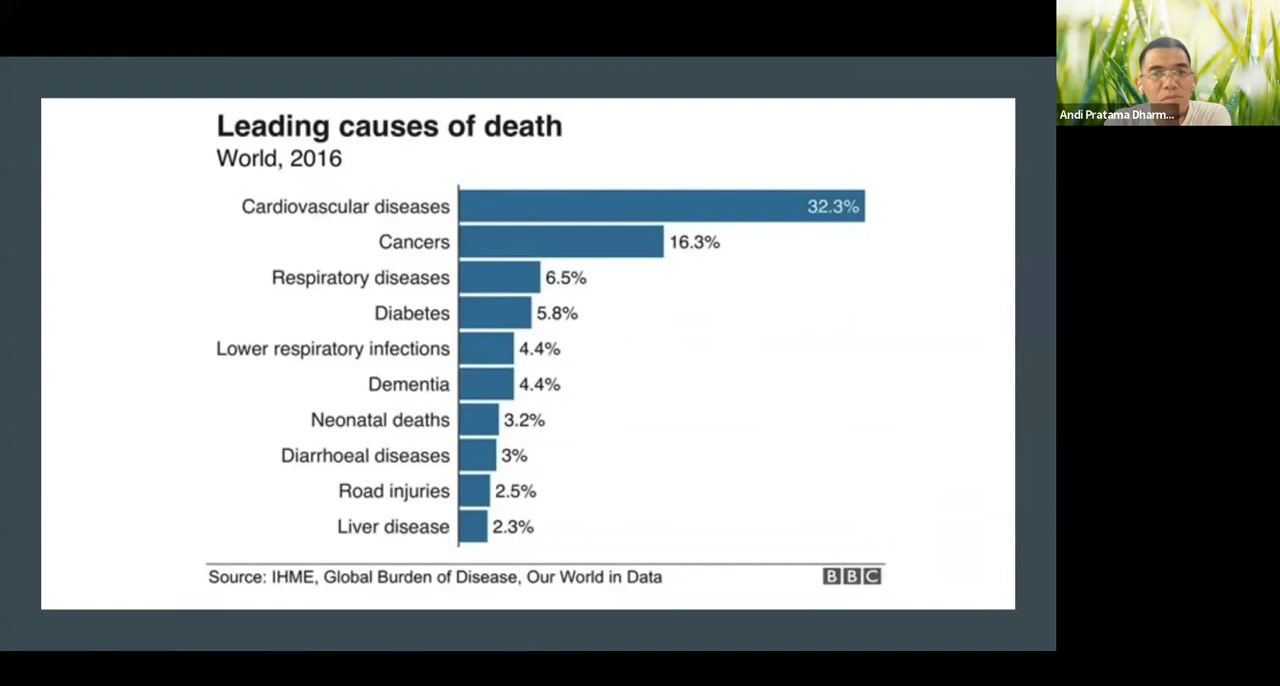 Leading causes of death
World, 2016
Cardiovascular diseases 32.3%
Cancers 16.3%
Respiratory diseases 6.5%
Diabetes 5.8%
Lower respiratory infections 4.4%
Dementia 4.4%
Neonatal deaths 3.2%
Diarrhoeal diseases 3%
Road injuries 2.5%
Liver disease 2.3%
Source: IHME, Global Burden of Disease, Our World in Data BBC
Andi Pratama Dharm...